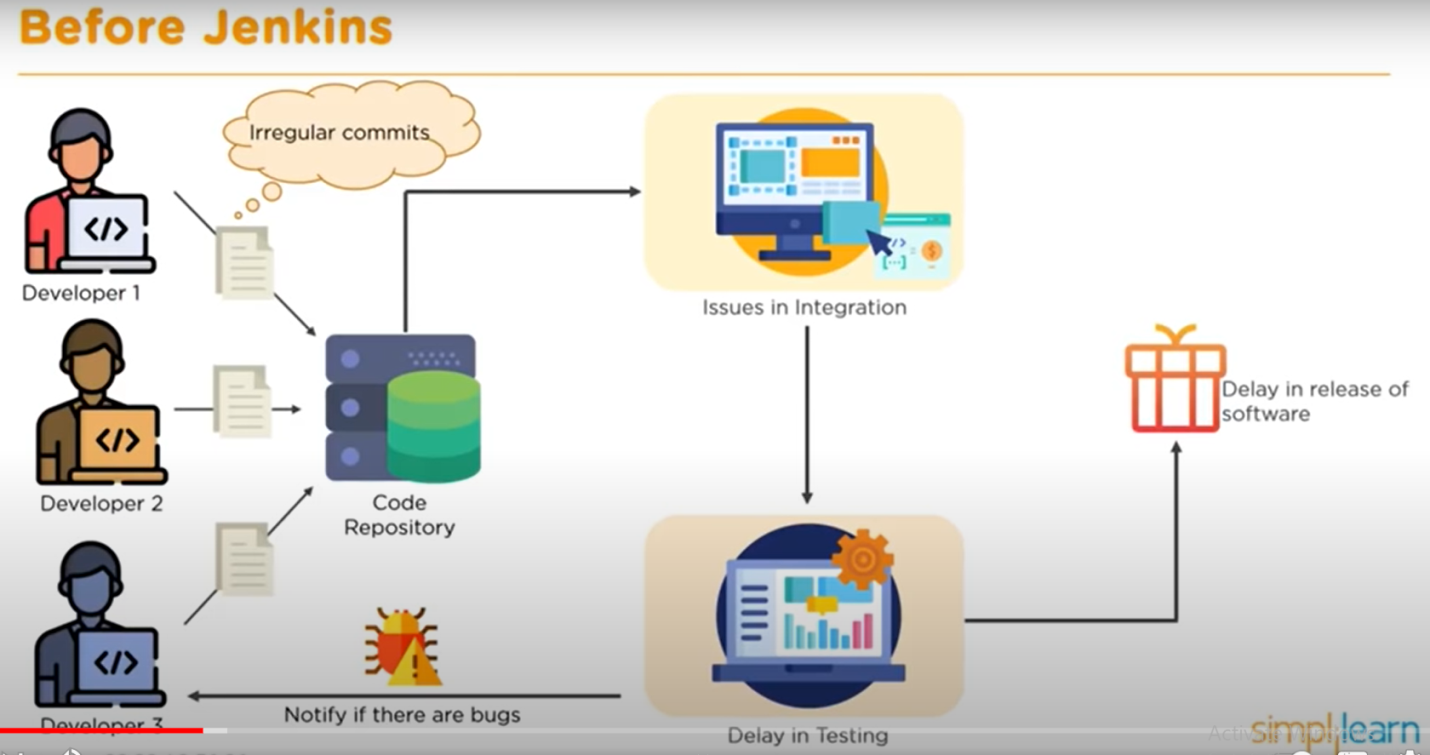 Before Jenkins
Irregular commits
</>
Developer 1
</>
Developer 2
</>
Developer 3
Code
Repository
Notify if there are bugs
Issues in Integration
Delay in Testing
Delay in release of
software
simplilearn